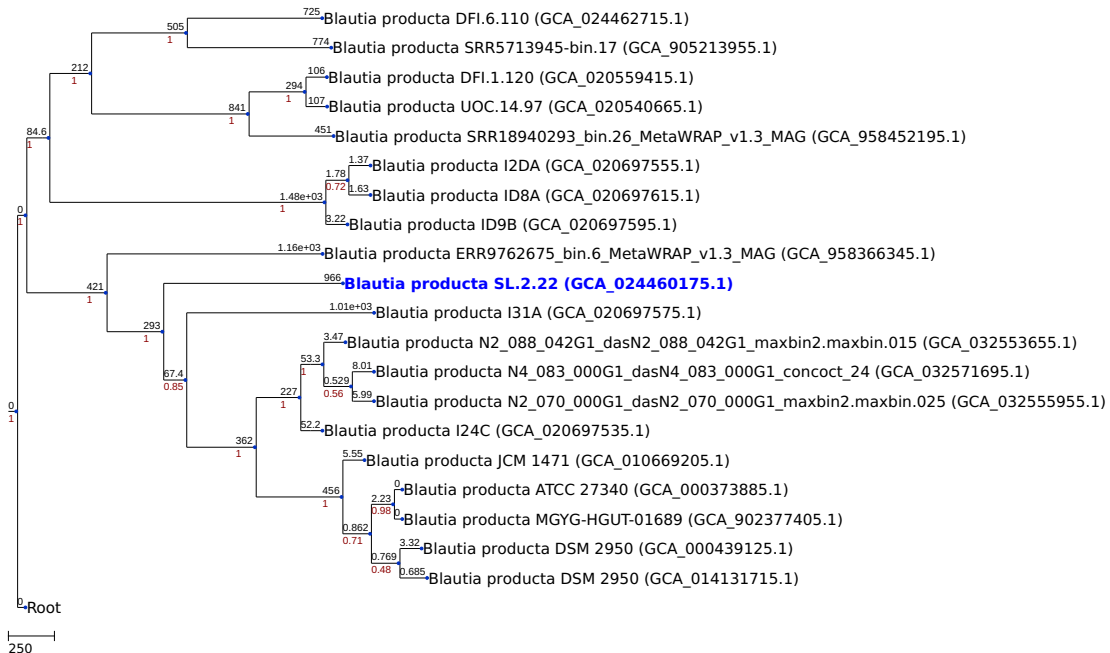 725 Blautia producta DFI.6.110 (GCA_024462715.1)
505
1
774 Blautia producta SRR5713945-bin.17 (GCA_905213955.1)
212
1
106 Blautia producta DFI.1.120 (GCA_020559415.1)
294
1
107 Blautia producta UOC.14.97 (GCA_020540665.1)
841
1
451 Blautia producta SRR18940293_bin.26_MetaWRAP_v1.3_MAG (GCA_958452195.1)
84.6
1
1.37 Blautia producta I2DA (GCA_020697555.1)
1.78
0.72
1.63 Blautia producta ID8A (GCA_020697615.1)
1.48e+03
1
3.22 Blautia producta ID9B (GCA_020697595.1)
0
1
1.16e+03 Blautia producta ERR9762675_bin.6_MetaWRAP_v1.3_MAG (GCA_958366345.1)
421
1
966 Blautia producta SL.2.22 (GCA_024460175.1)
293
1
1.01e+03 Blautia producta I31A (GCA_020697575.1)
67.4
0.85
3.47 Blautia producta N2_088_042G1_dasN2_088_042G1_maxbin2.maxbin.015 (GCA_032553655.1)
53.3
1
8.01 Blautia producta N4_083_000G1_dasN4_083_000G1_concoct_24 (GCA_032571695.1)
0.529
0.56
5.99 Blautia producta N2_070_000G1_dasN2_070_000G1_maxbin2.maxbin.025 (GCA_032555955.1)
227
1
52.2 Blautia producta I24C (GCA_020697535.1)
0
1
362
1
5.55 Blautia producta JCM 1471 (GCA_010669205.1)
456
1
0 Blautia producta ATCC 27340 (GCA_000373885.1)
2.23
0.98
0 Blautia producta MGYG-HGUT-01689 (GCA_902377405.1)
0.862
0.71
3.32 Blautia producta DSM 2950 (GCA_000439125.1)
0.769
0.48
0.685 Blautia producta DSM 2950 (GCA_014131715.1)
0 Root
250